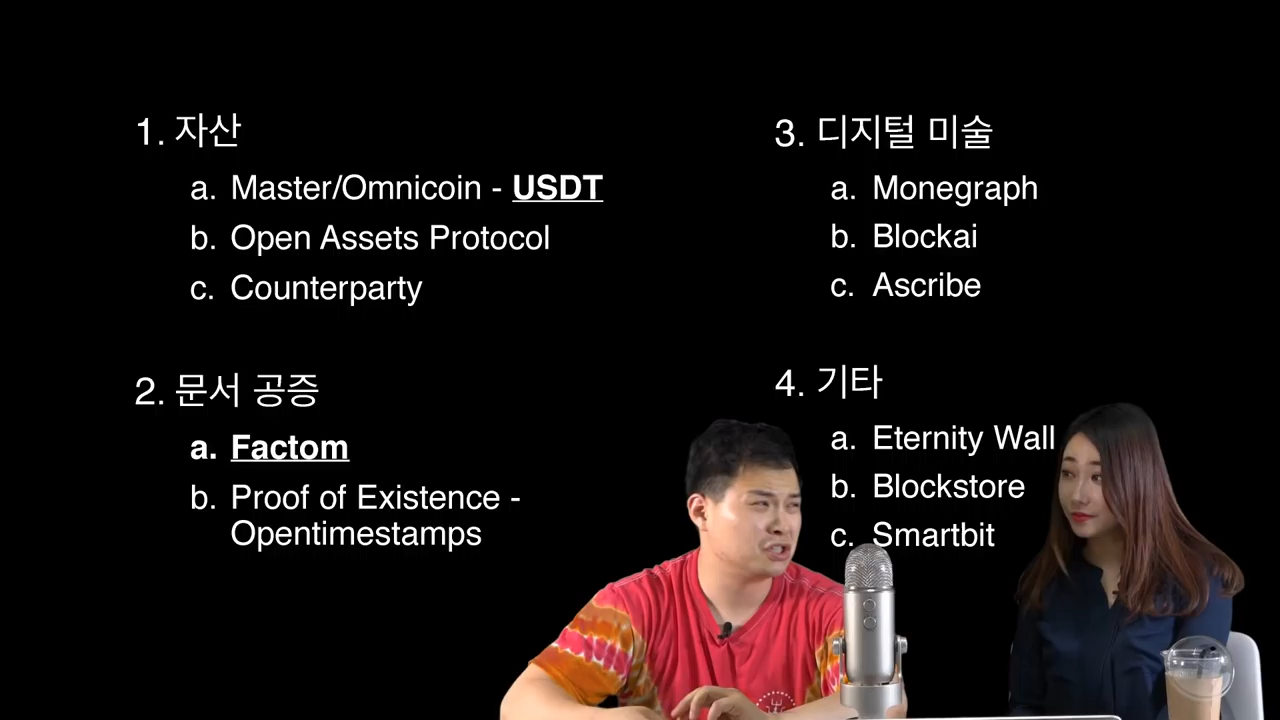 1. 자산
a. Master/Omnicoin - USDT
b. Open Assets Protocol
c. Counterparty
2. 문서 공증
a. Factom
b. Proof of Existence -
Opentimestamps
3. 디지털 미술
a. Monegraph
b. Blockai
c. Ascribe
4. 기타
a. Eternity Wall
b. Blockstore
c. Smartbit